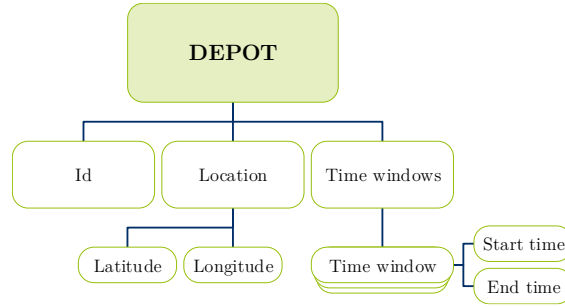 DEPOT
Id
Location
Time windows
Latitude
Longitude
Time window
Start time
End time